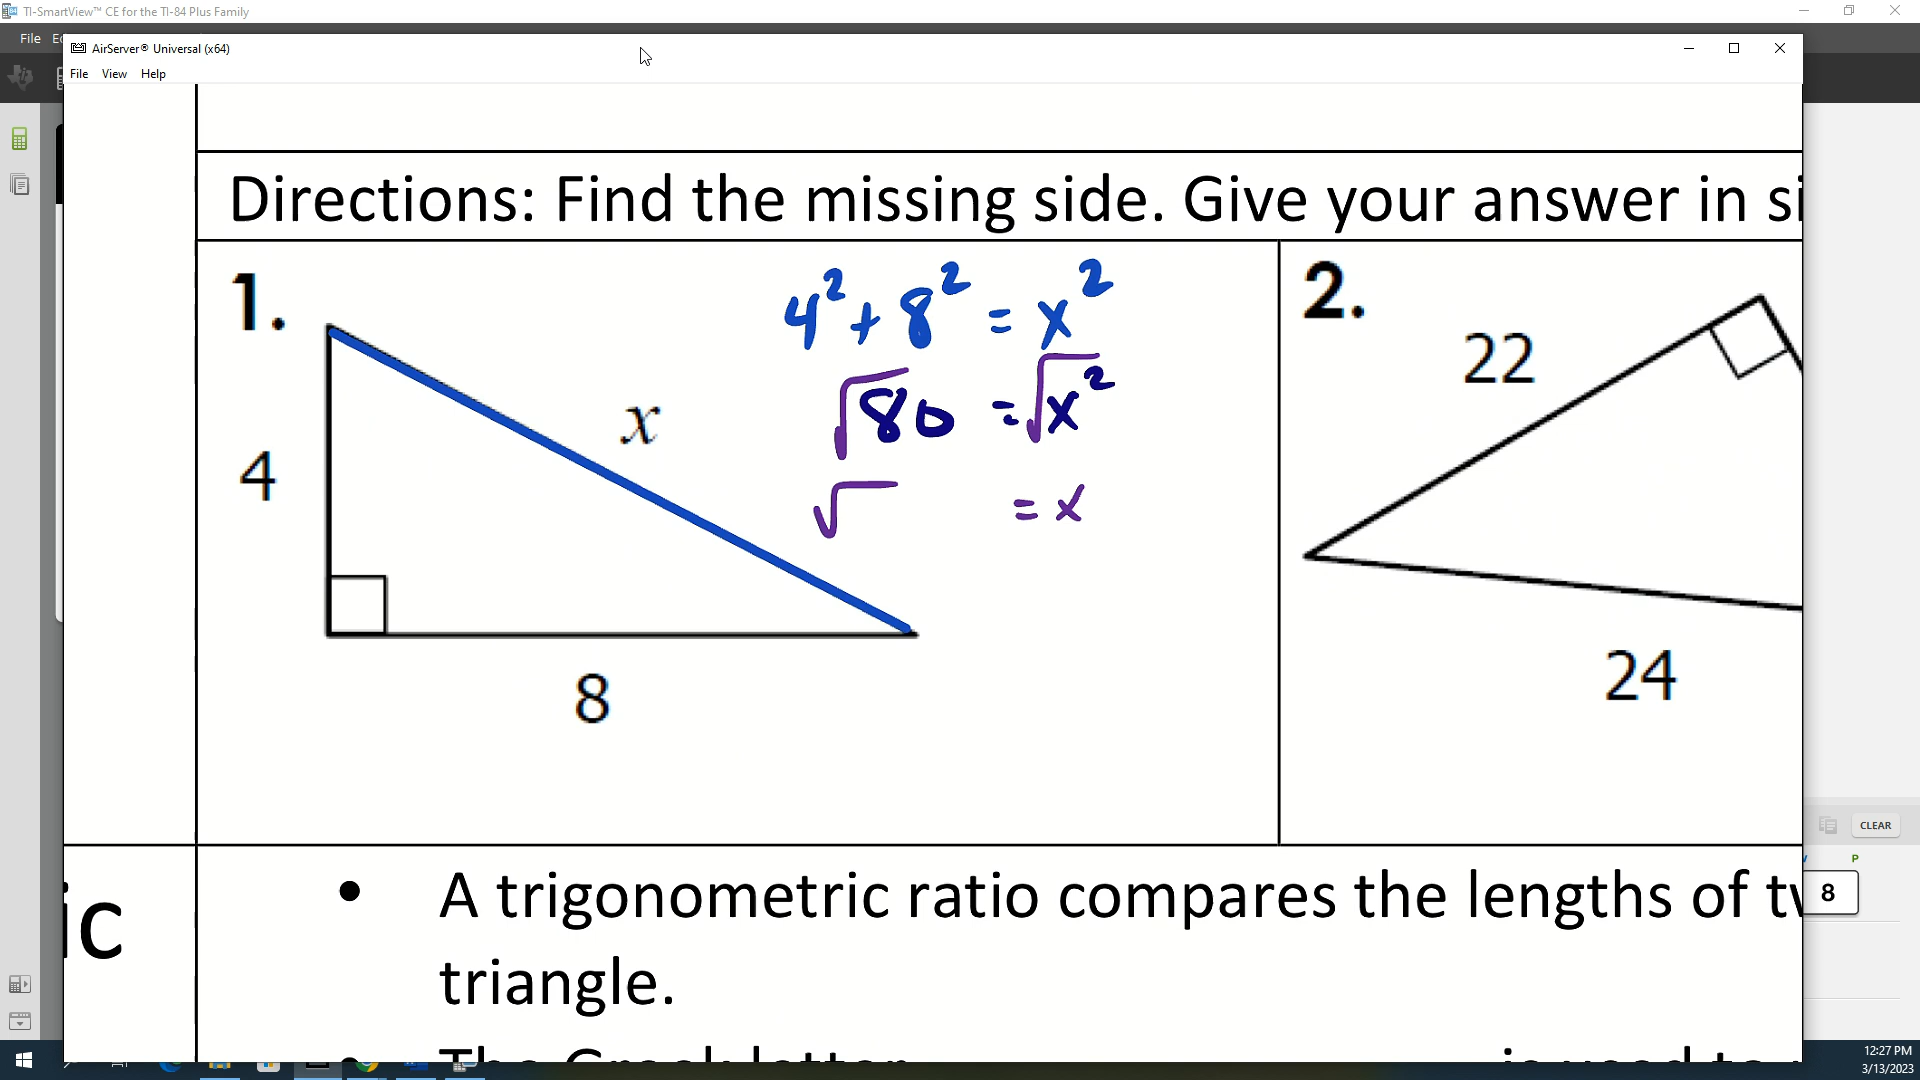 TI-SmartView™ CE for the TI-84 Plus Family
File
AirServer® Universal (x64)
File View Help
Directions: Find the missing side. Give your answer in
1.
4² + 8² = x²
√80 = √x²
√ = x
x
4
8
2.
22
24
CLEAR
P
8
ic
• A trigonometric ratio compares the lengths of
triangle.
12:27 PM
3/13/2023